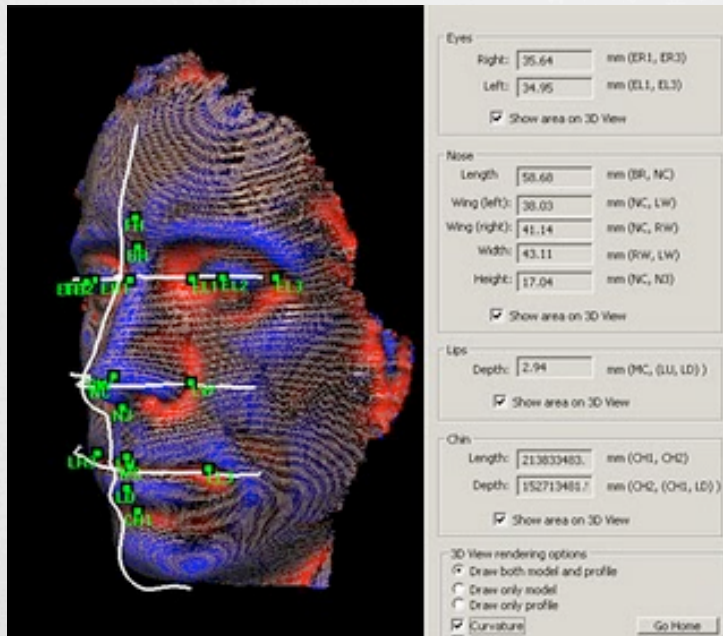 Eyes
Right: 35.64 mm (ER1, ER3)
Left: 34.95 mm (EL1, EL3)
Show area on 3D View
Nose
Length 58.68 mm (BR, NC)
Wing (left): 38.03 mm (NC, LW)
Wing (right): 41.14 mm (NC, RW)
Width: 43.11 mm (RW, LW)
Height: 17.04 mm (NC, NJ)
Show area on 3D View
Lips
Depth: 2.94 mm (MC, (LU, LD) )
Show area on 3D View
Chin
Length: 213833483. mm (CH1, CH2)
Depth: 152713481. mm (CH2, (CH1, LD) )
Show area on 3D View
3D View rendering options
Draw both model and profile
Draw only model
Draw only profile
Curvature
Go Home
BR
EL1 EL2 EL3
NC
NJ
LD
CH1